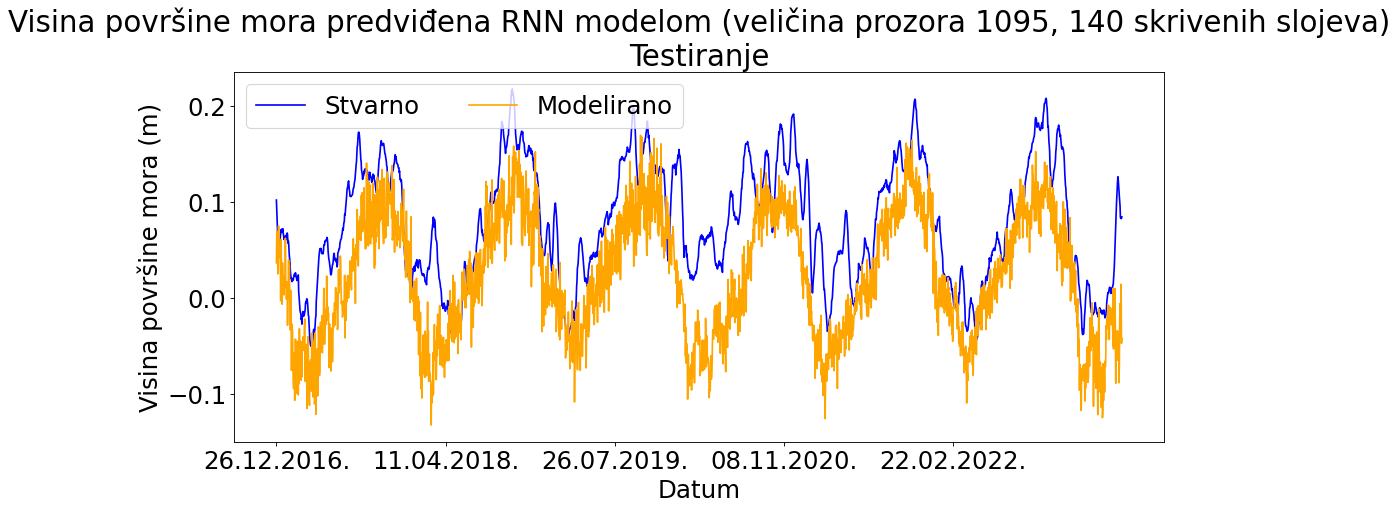 Visina površine mora predviđena RNN modelom (veličina prozora 1095, 140 skrivenih slojeva)
Testiranje
Stvarno
Modelirano
Visina površine mora (m)
0.2
0.1
0.0
−0.1
26.12.2016.
11.04.2018.
26.07.2019.
08.11.2020.
22.02.2022.
Datum